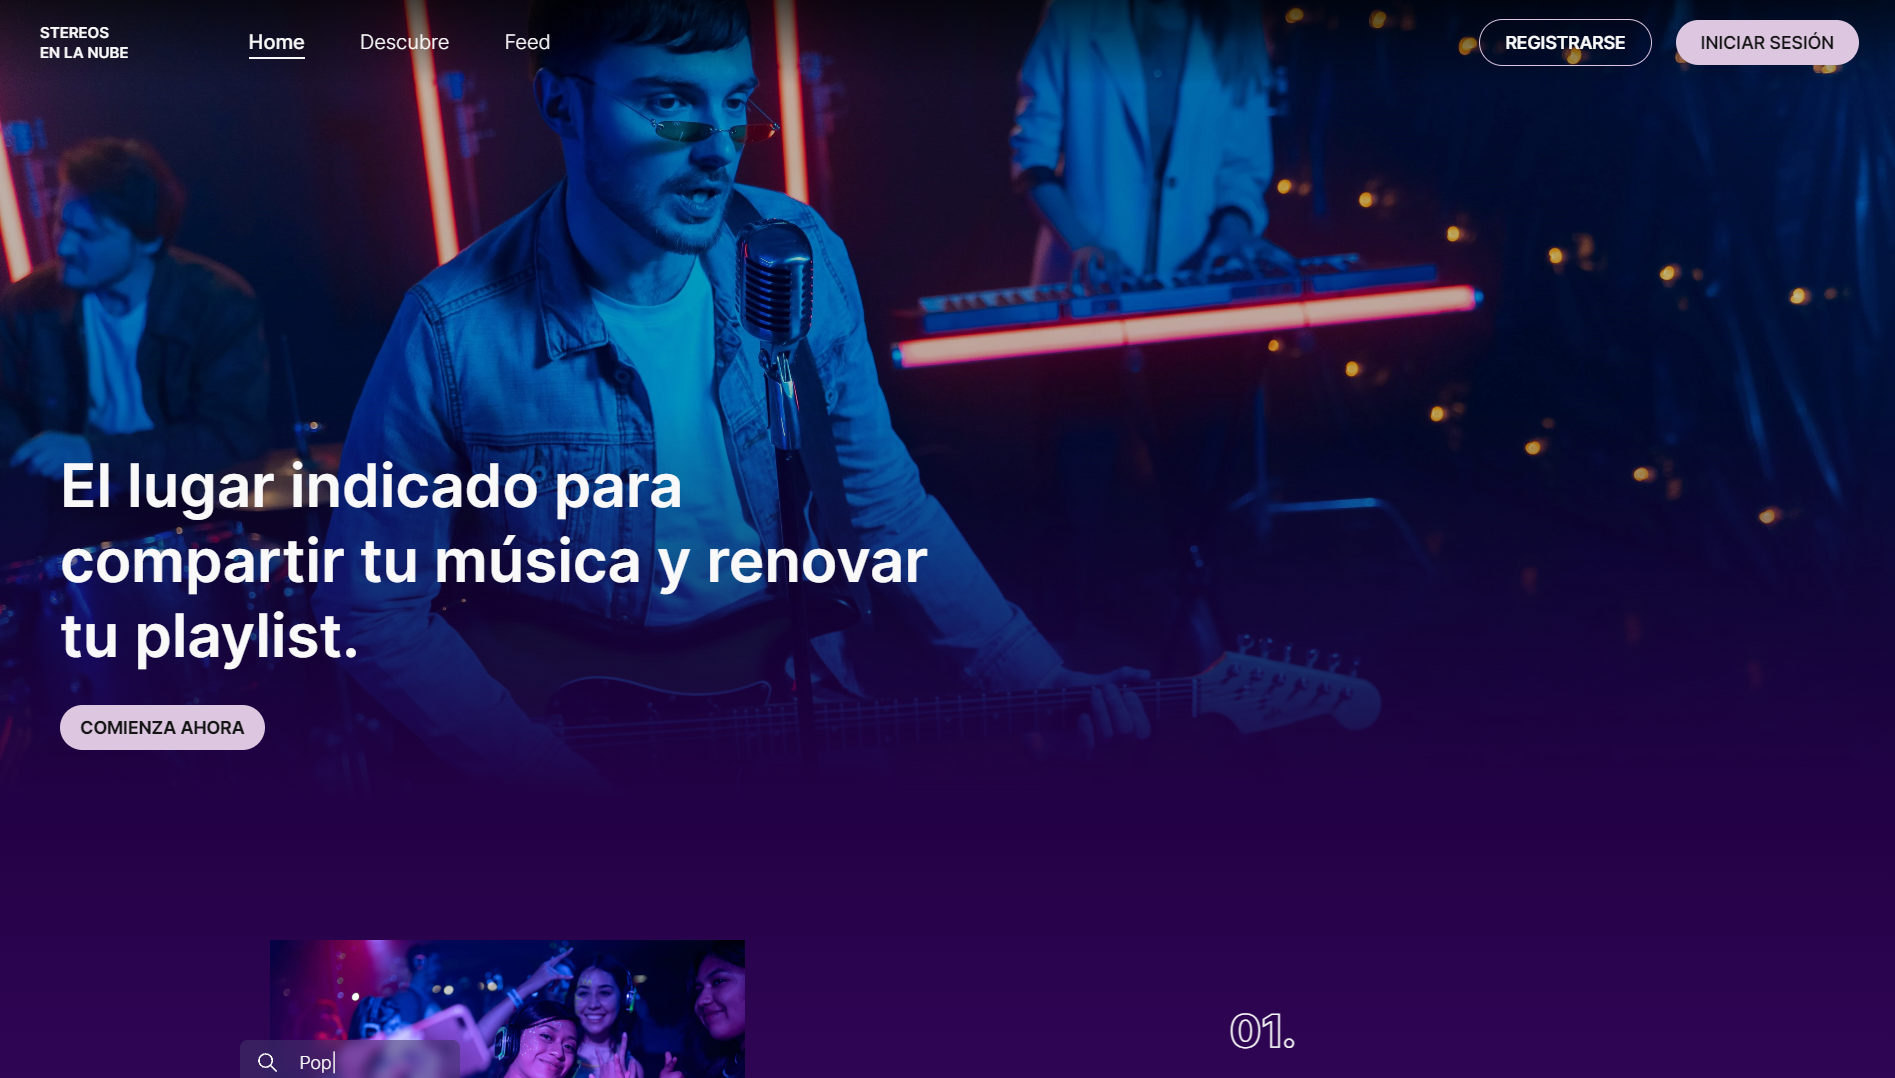 STEREOS
EN LA NUBE
Home
Descubre
Feed
REGISTRARSE
INICIAR SESIÓN
El lugar indicado para
compartir tu música y renovar
tu playlist.
COMIENZA AHORA
01.
Pop